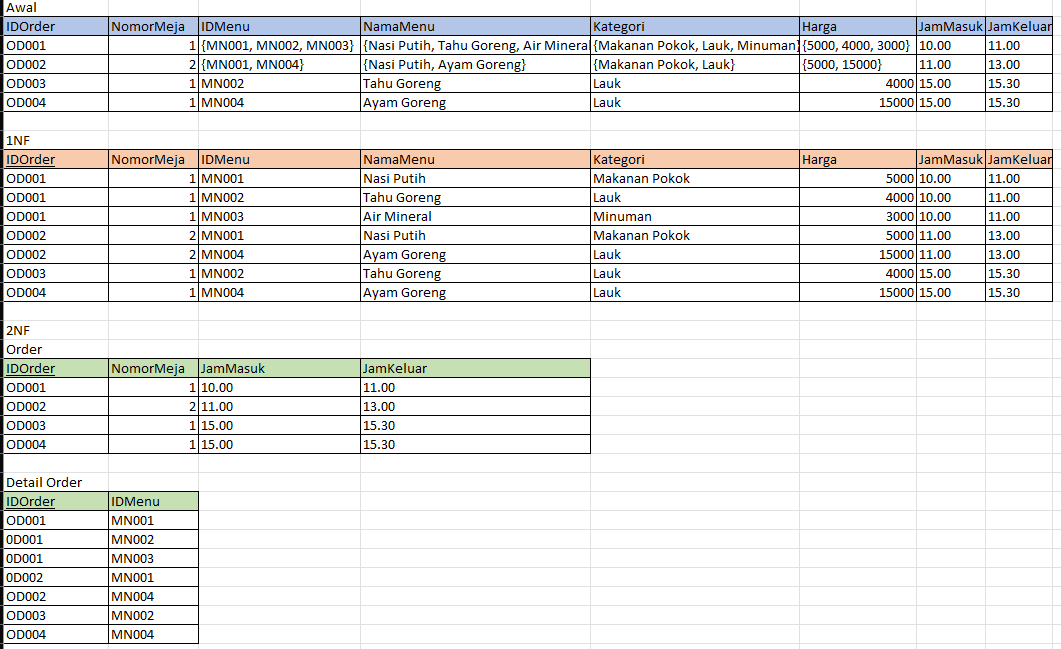 Awal
IDOrder NomorMeja IDMenu NamaMenu Kategori Harga JamMasuk JamKeluar
OD001 1 {MN001, MN002, MN003} {Nasi Putih, Tahu Goreng, Air Mineral {Makanan Pokok, Lauk, Minuman} {5000, 4000, 3000} 10.00 11.00
OD002 2 {MN001, MN004} {Nasi Putih, Ayam Goreng} {Makanan Pokok, Lauk} {5000, 15000} 11.00 13.00
OD003 1 MN002 Tahu Goreng Lauk 4000 15.00 15.30
OD004 1 MN004 Ayam Goreng Lauk 15000 15.00 15.30
1NF
IDOrder NomorMeja IDMenu NamaMenu Kategori Harga JamMasuk JamKeluar
OD001 1 MN001 Nasi Putih Makanan Pokok 5000 10.00 11.00
OD001 1 MN002 Tahu Goreng Lauk 4000 10.00 11.00
OD001 1 MN003 Air Mineral Minuman 3000 10.00 11.00
OD002 2 MN001 Nasi Putih Makanan Pokok 5000 11.00 13.00
OD002 2 MN004 Ayam Goreng Lauk 15000 11.00 13.00
OD003 1 MN002 Tahu Goreng Lauk 4000 15.00 15.30
OD004 1 MN004 Ayam Goreng Lauk 15000 15.00 15.30
2NF
Order
IDOrder NomorMeja JamMasuk JamKeluar
OD001 1 10.00 11.00
OD002 2 11.00 13.00
OD003 1 15.00 15.30
OD004 1 15.00 15.30
Detail Order
IDOrder IDMenu
OD001 MN001
0D001 MN002
0D001 MN003
0D002 MN001
OD002 MN004
OD003 MN002
OD004 MN004